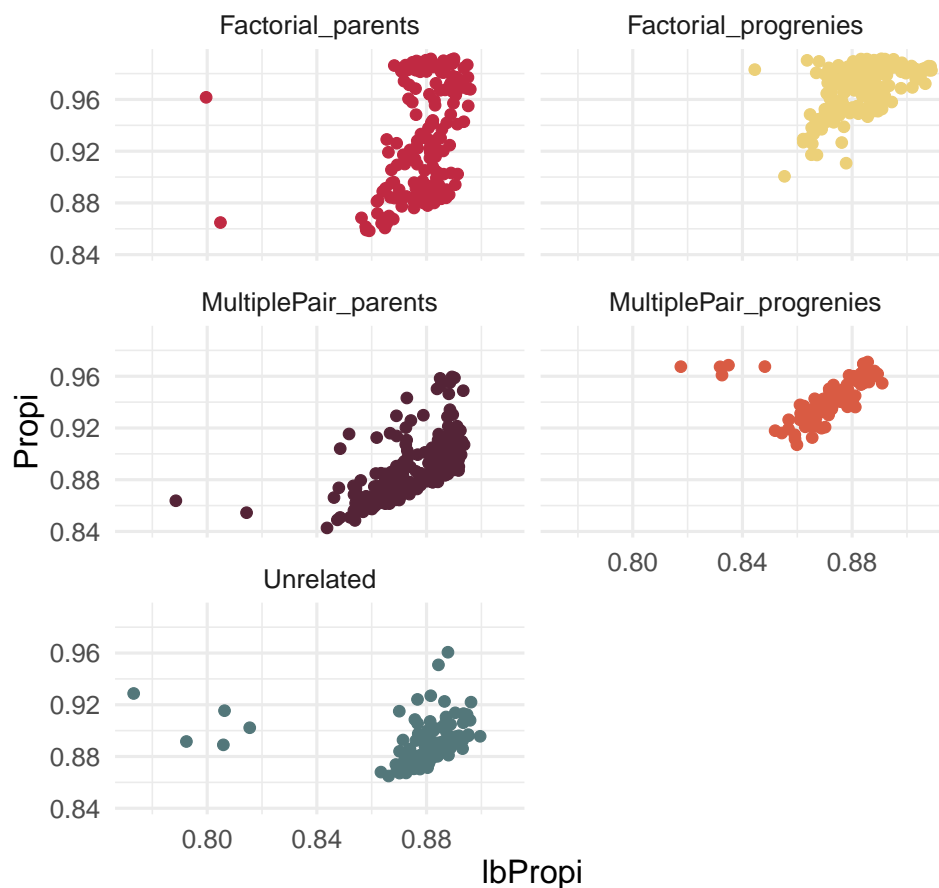 Factorial_parents
Factorial_progrenies
0.96
0.92
0.88
0.84
MultiplePair_parents
MultiplePair_progrenies
0.96
0.92
0.88
0.84
0.80 0.84 0.88
Unrelated
0.96
0.92
0.88
0.84
0.80 0.84 0.88
Propi
lbPropi